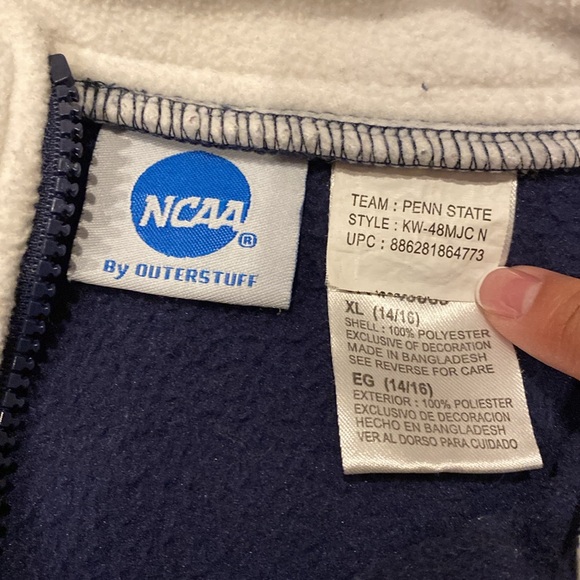 NCAA®
By OUTERSTUFF
TEAM : PENN STATE
STYLE : KW-48MJC N
UPC : 886281864773
XL (14/16)
SHELL: 100% POLYESTER
EXCLUSIVE OF DECORATION
MADE IN BANGLADESH
SEE REVERSE FOR CARE
EG (14/16)
EXTERIOR : 100% POLIESTER
EXCLUSIVO DE DECORACION
HECHO EN BANGLADESH
VER AL DORSO PARA CUIDADO